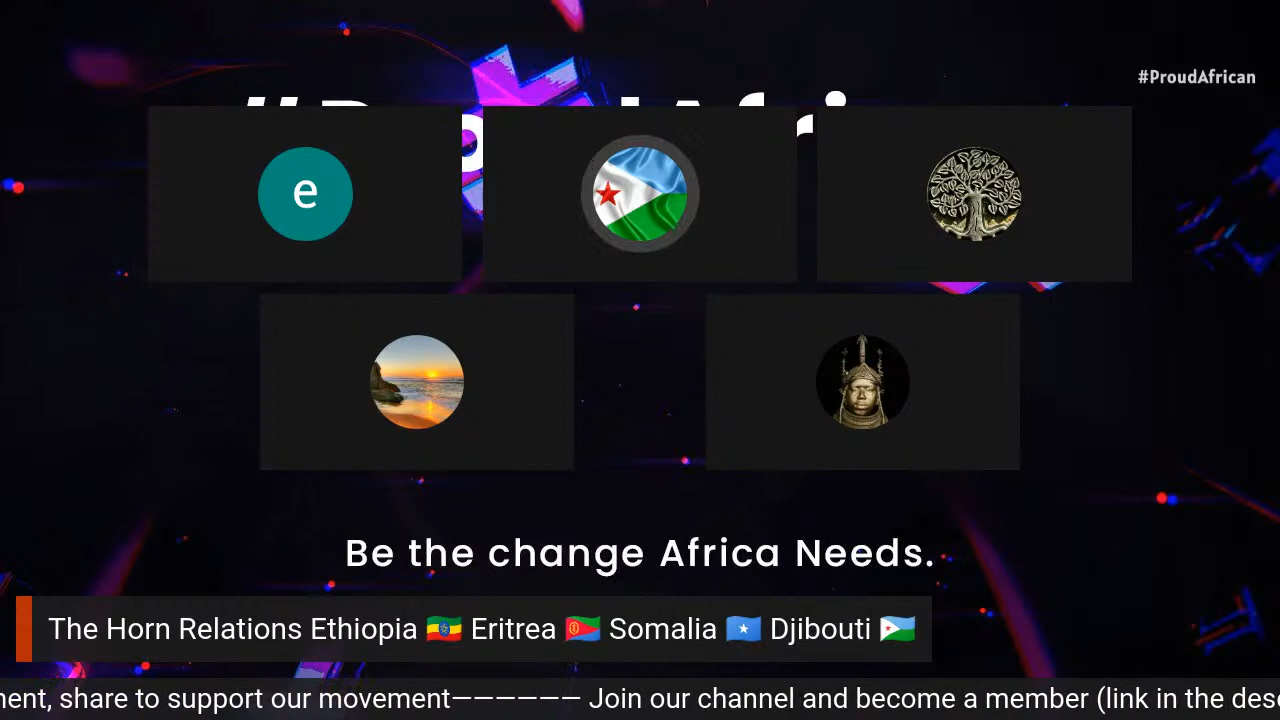 #ProudAfrican
e
Be the change Africa Needs.
The Horn Relations Ethiopia 🇪🇹 Eritrea 🇪🇷 Somalia 🇸🇴 Djibouti 🇩🇯
share to support our movement—————— Join our channel and become a member (link in the